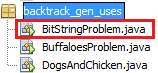 backtrack_gen_uses
BitStringProblem.java
BuffaloesProblem.java
DogsAndChicken.java